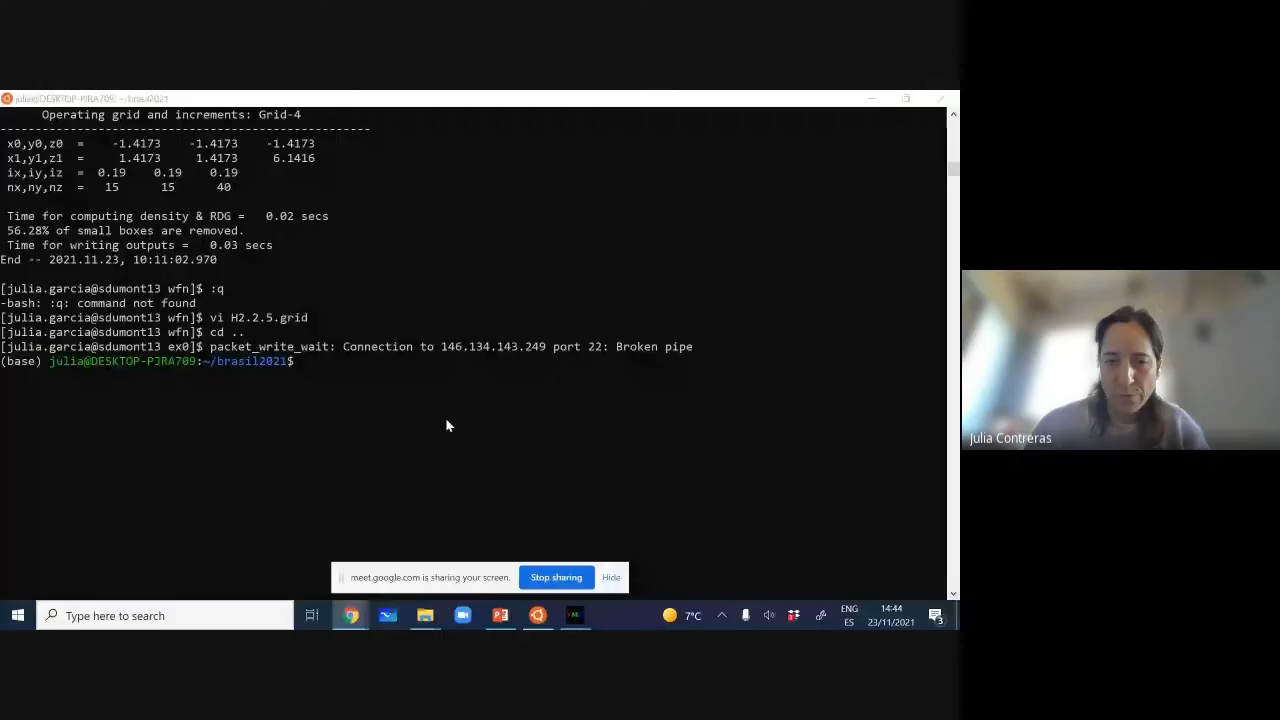 julia@DESKTOP-PJRA709: ~/brasil2021
Operating grid and increments: Grid-4
-------------------------------------------------
x0,y0,z0 = -1.4173 -1.4173 -1.4173
x1,y1,z1 = 1.4173 1.4173 6.1416
ix,iy,iz = 0.19 0.19 0.19
nx,ny,nz = 15 15 40
Time for computing density & RDG = 0.02 secs
56.28% of small boxes are removed.
Time for writing outputs = 0.03 secs
End -- 2021.11.23, 10:11:02.970
[julia.garcia@sdumont13 wfn]$ :q
-bash: :q: command not found
[julia.garcia@sdumont13 wfn]$ vi H2.2.5.grid
[julia.garcia@sdumont13 wfn]$ cd ..
[julia.garcia@sdumont13 ex0]$ packet_write_wait: Connection to 146.134.143.249 port 22: Broken pipe
(base) julia@DESKTOP-PJRA709:~/brasil2021$
Julia Contreras
meet.google.com is sharing your screen. Stop sharing Hide
Type here to search
7°C
ENG
ES
14:44
23/11/2021
3